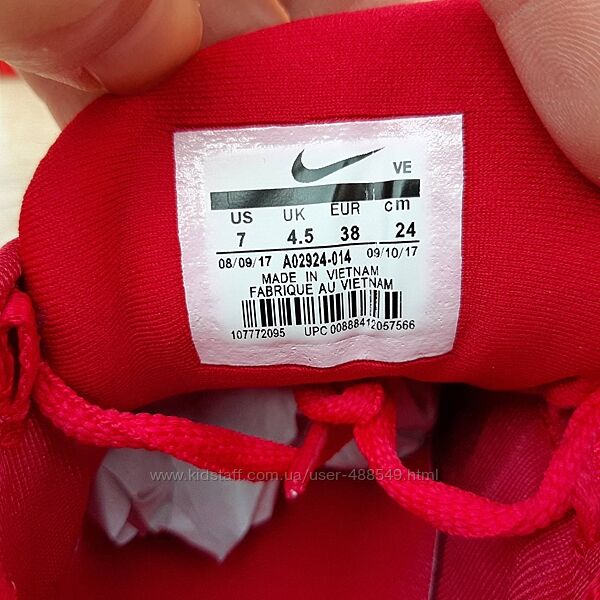 VE
US UK EUR cm
7 4.5 38 24
08/09/17 A02924-014 09/10/17
MADE IN VIETNAM
FABRIQUE AU VIETNAM
107772095 UPC 00888412057566
www.kidstaff.com.ua/user-488549.html